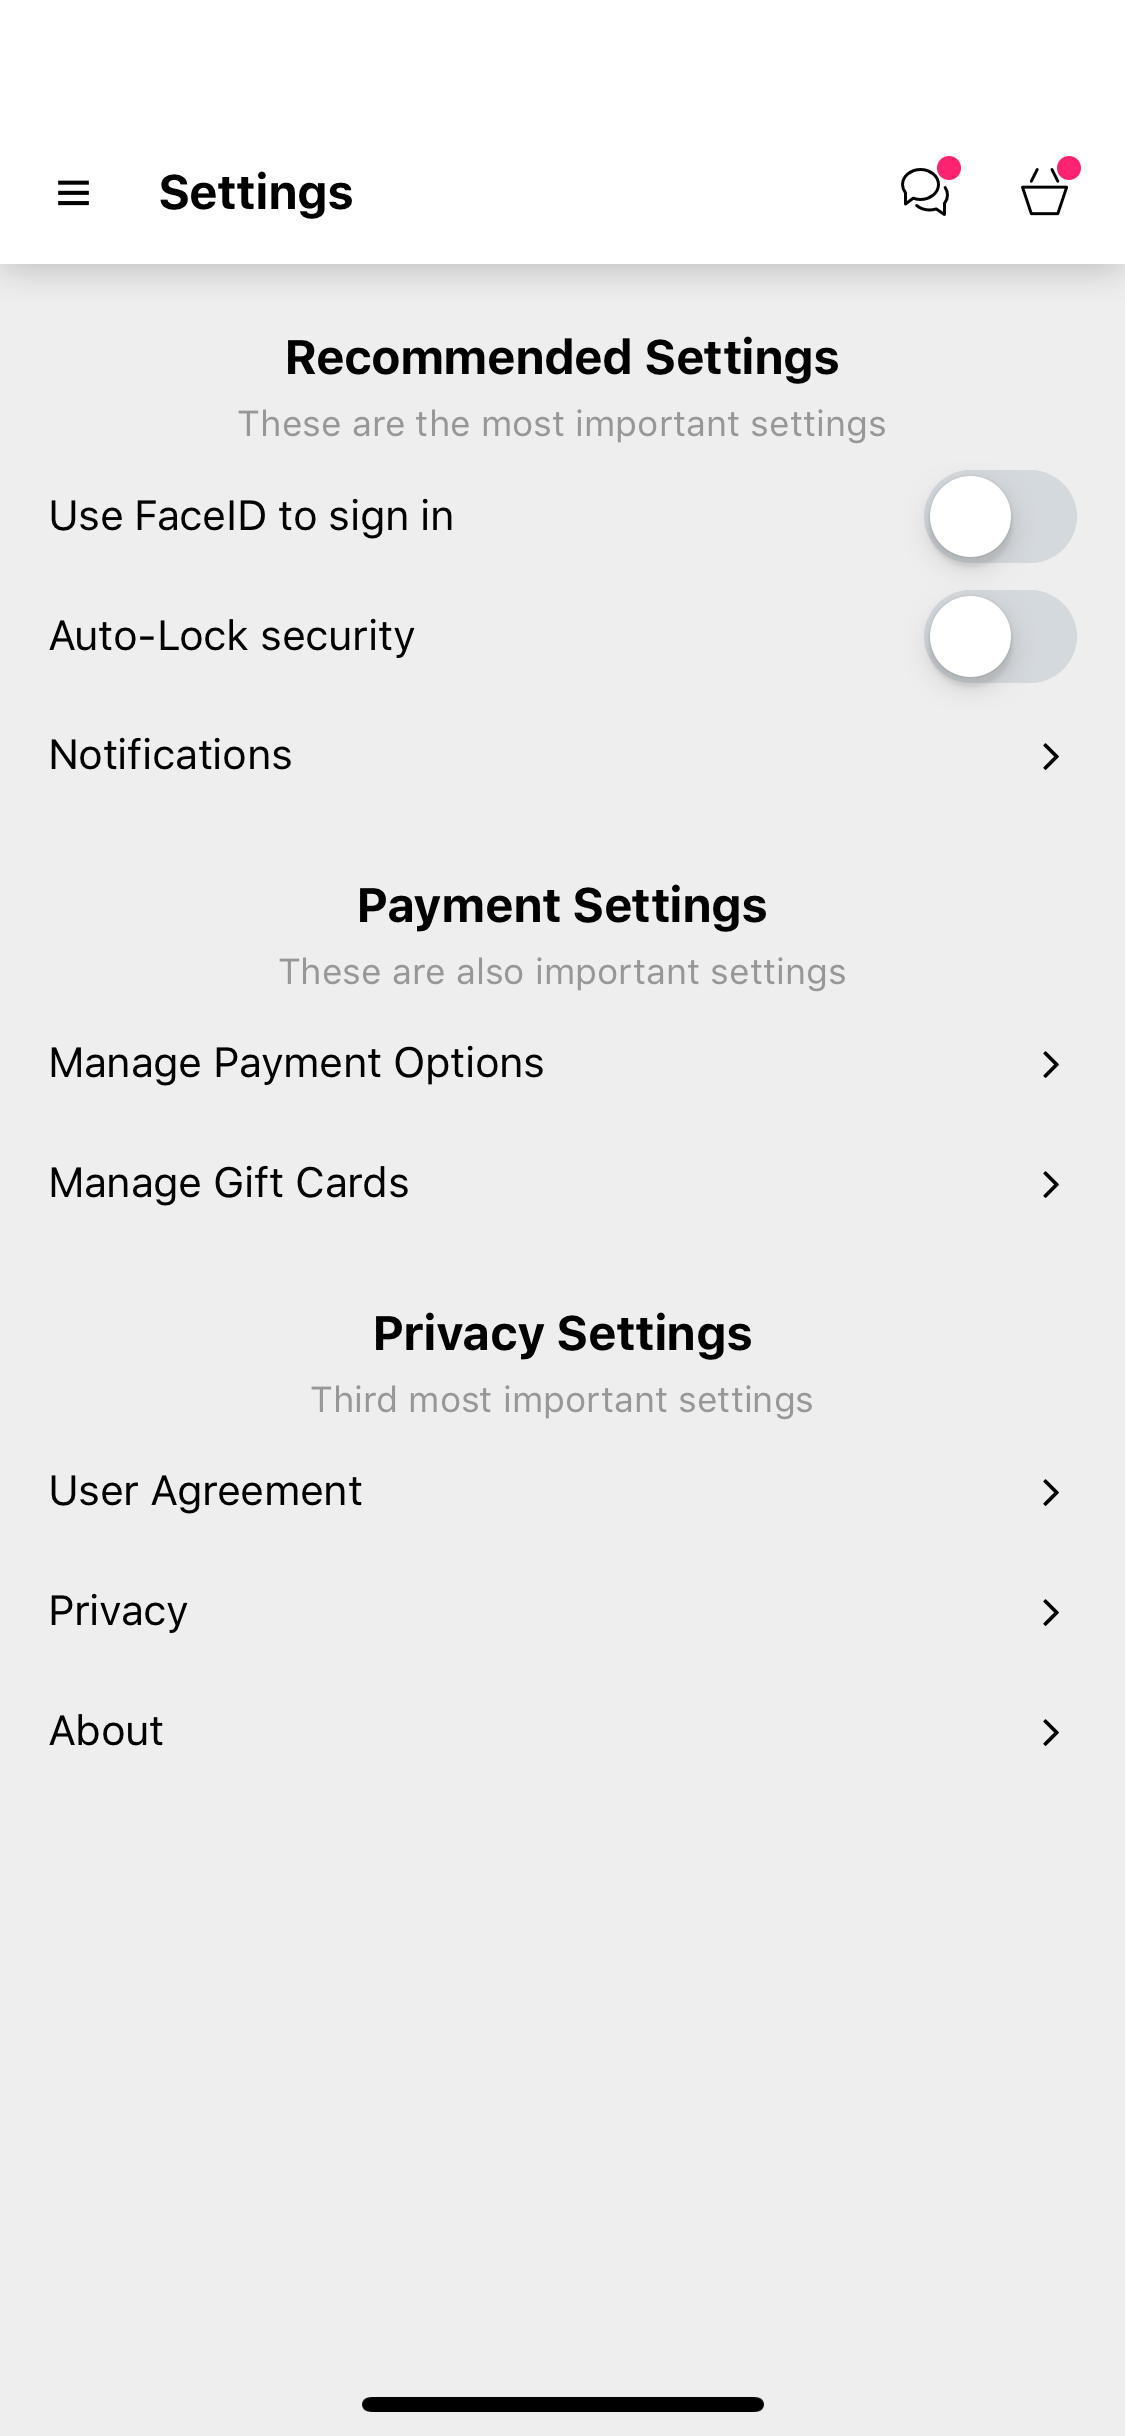 Settings
Recommended Settings
These are the most important settings
Use FaceID to sign in
Auto-Lock security
Notifications
Payment Settings
These are also important settings
Manage Payment Options
Manage Gift Cards
Privacy Settings
Third most important settings
User Agreement
Privacy
About